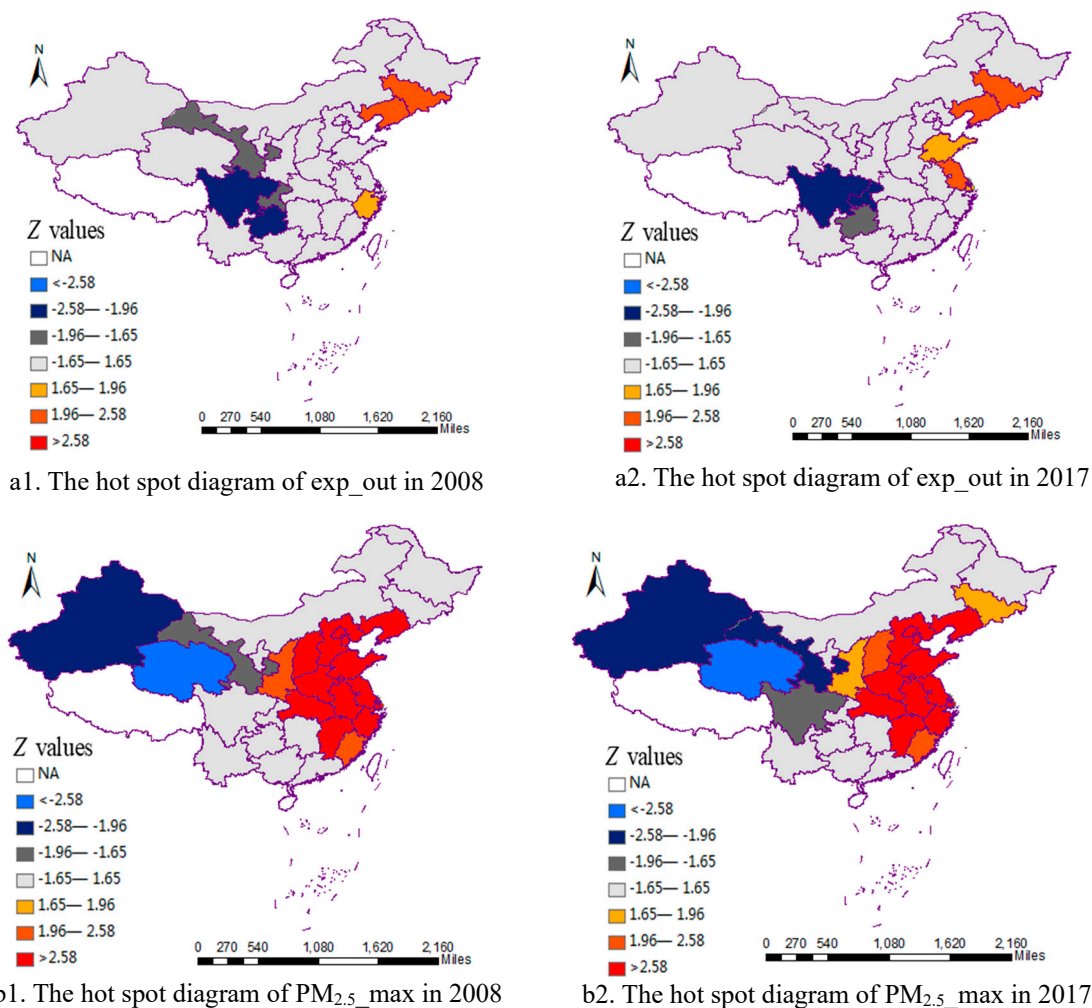 N
Z values
NA
<-2.58
-2.58— -1.96
-1.96— -1.65
-1.65— 1.65
1.65— 1.96
1.96— 2.58
>2.58
0 270 540 1,080 1,620 2,160
Miles
a1. The hot spot diagram of exp_out in 2008
N
Z values
NA
<-2.58
-2.58— -1.96
-1.96— -1.65
-1.65— 1.65
1.65— 1.96
1.96— 2.58
>2.58
0 270 540 1,080 1,620 2,160
Miles
a2. The hot spot diagram of exp_out in 2017
N
Z values
NA
<-2.58
-2.58— -1.96
-1.96— -1.65
-1.65— 1.65
1.65— 1.96
1.96— 2.58
>2.58
0 270 540 1,080 1,620 2,160
Miles
b1. The hot spot diagram of PM2.5_max in 2008
N
Z values
NA
<-2.58
-2.58— -1.96
-1.96— -1.65
-1.65— 1.65
1.65— 1.96
1.96— 2.58
>2.58
0 270 540 1,080 1,620 2,160
Miles
b2. The hot spot diagram of PM2.5_max in 2017